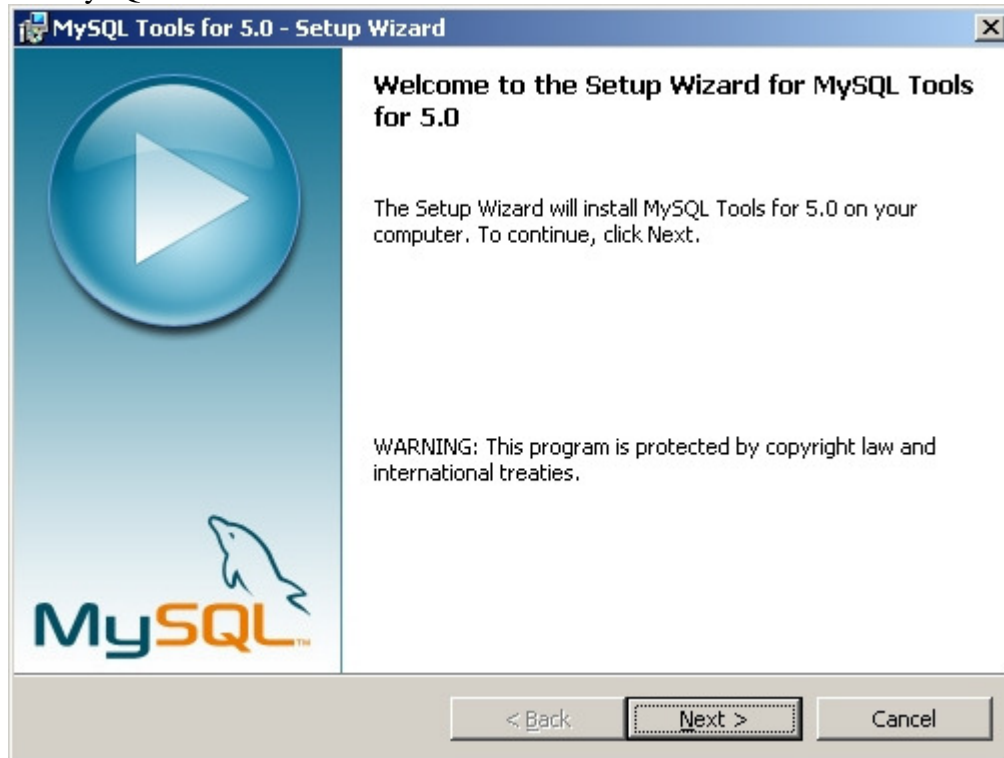 MySQL Tools for 5.0 - Setup Wizard
Welcome to the Setup Wizard for MySQL Tools
for 5.0
The Setup Wizard will install MySQL Tools for 5.0 on your
computer. To continue, click Next.
WARNING: This program is protected by copyright law and
international treaties.
MySQL™
< Back
Next >
Cancel